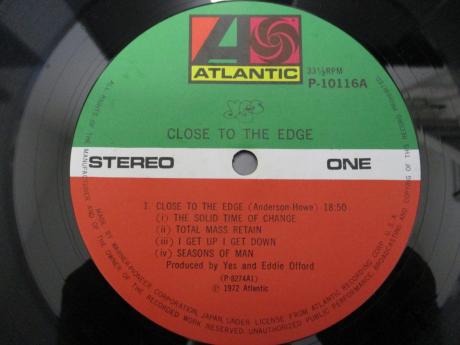 ATLANTIC
33⅓RPM
P-10116A
yes
CLOSE TO THE EDGE
STEREO
ONE
1. CLOSE TO THE EDGE (Anderson-Howe) 18:50
(i) THE SOLID TIME OF CHANGE
(ii) TOTAL MASS RETAIN
(iii) I GET UP I GET DOWN
(iv) SEASONS OF MAN
Produced by Yes and Eddie Offord
(P-8274A1)
Ⓟ 1972 Atlantic
MADE BY WARNER-PIONEER CORPORATION, JAPAN, UNDER LICENSE FROM ATLANTIC RECORDING CORP. U.S.A.
ALL RIGHTS OF THE MANUFACTURER AND OF THE OWNER OF THE RECORDED WORK RESERVED. UNAUTHORIZED PUBLIC PERFORMANCE, BROADCASTING AND COPYING OF THIS RECORD PROHIBITED.